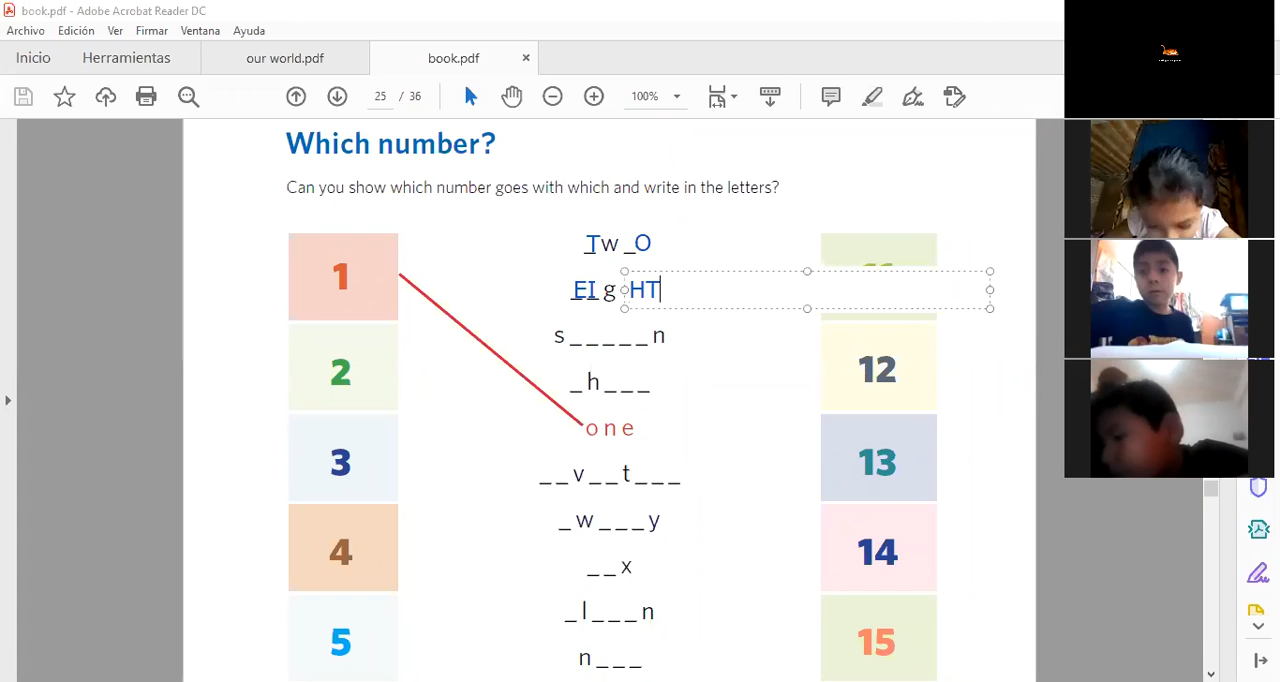 book.pdf - Adobe Acrobat Reader DC
Archivo Edición Ver Firmar Ventana Ayuda
Inicio Herramientas our world.pdf book.pdf ×
25 / 36 100%
Which number?
Can you show which number goes with which and write in the letters?
1
2
3
4
5
T w _ O
EI g HT
s _ _ _ _ _ n
_ h _ _ _
o n e
_ _ v _ _ t _ _ _
_ w _ _ _ y
_ _ x
_ l _ _ _ n
n _ _ _
12
13
14
15